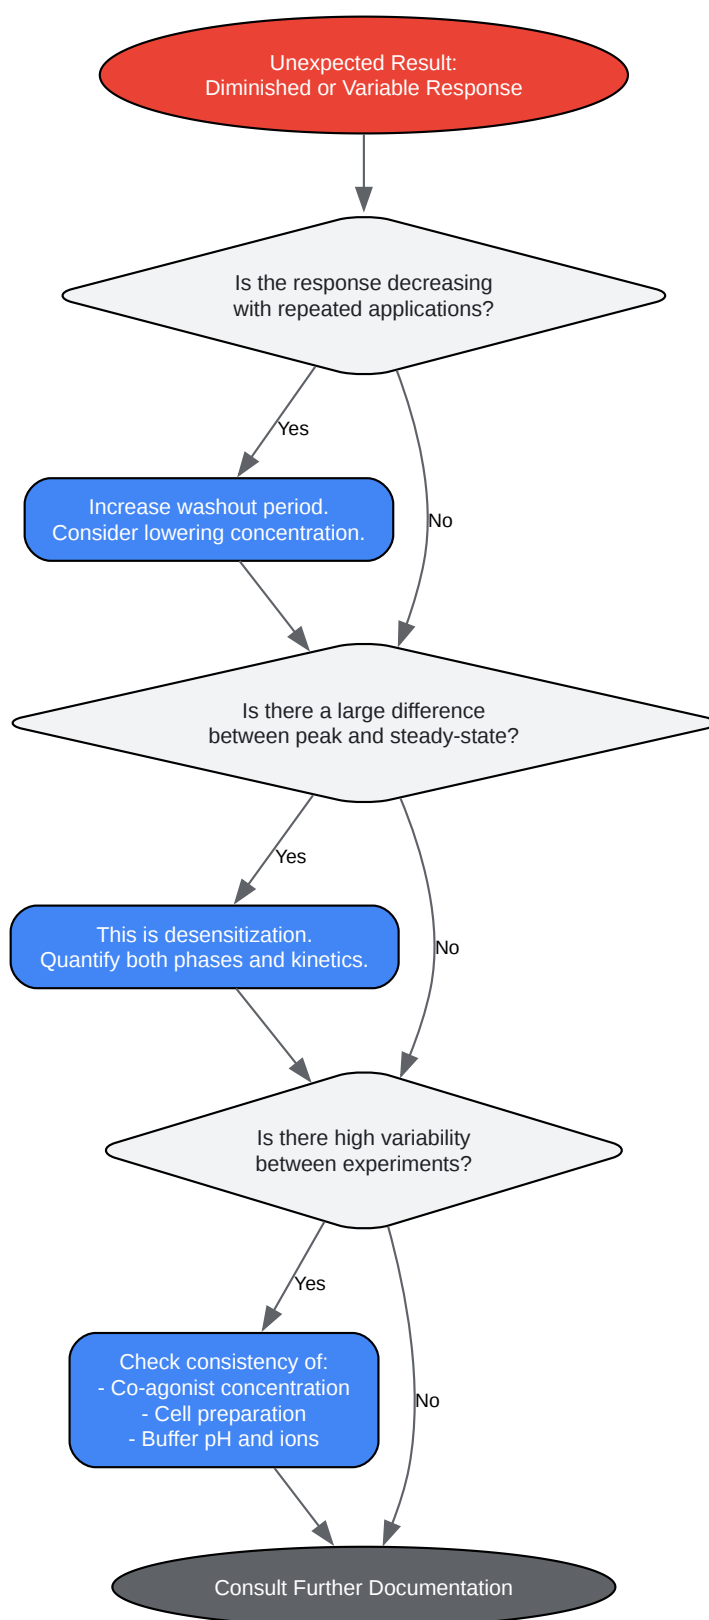 Unexpected Result:
Diminished or Variable Response
Is the response decreasing
with repeated applications?
Yes
Increase washout period.
Consider lowering concentration.
No
Is there a large difference
between peak and steady-state?
Yes
This is desensitization.
Quantify both phases and kinetics.
No
Is there high variability
between experiments?
Yes
Check consistency of:
- Co-agonist concentration
- Cell preparation
- Buffer pH and ions
No
Consult Further Documentation